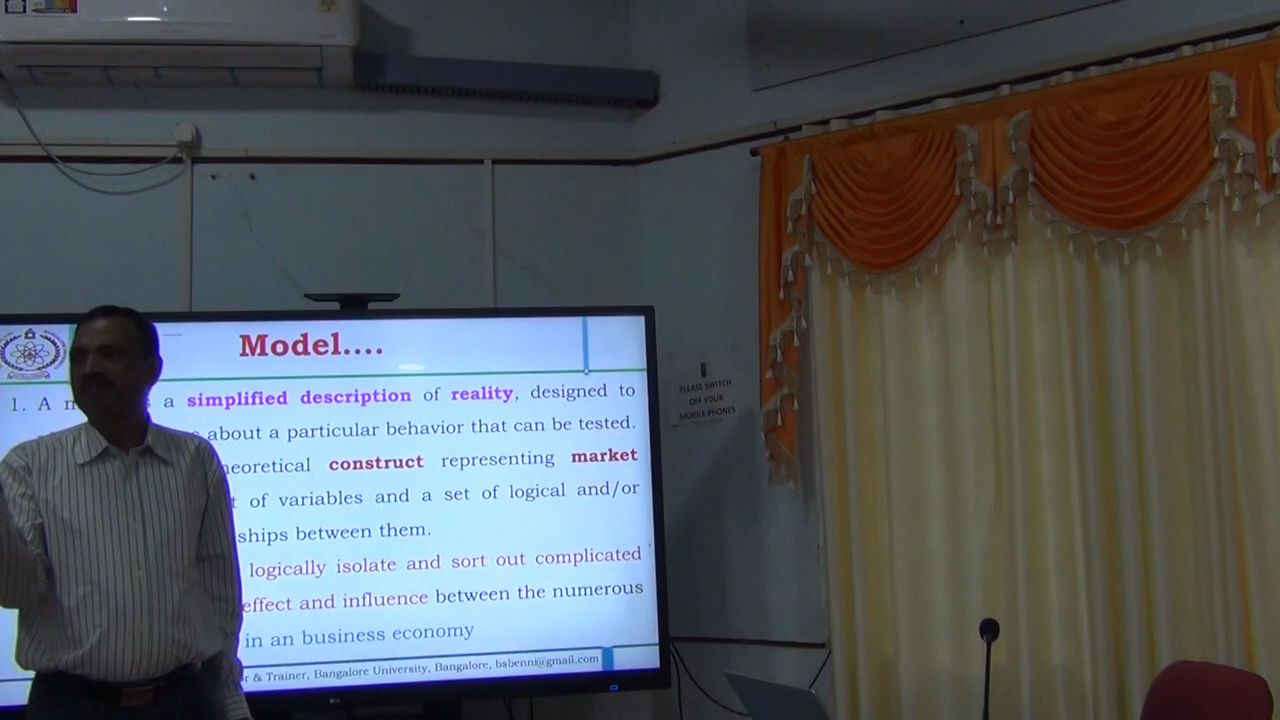 Model....
1. A a simplified description of reality, designed to
about a particular behavior that can be tested.
heoretical construct representing market
t of variables and a set of logical and/or
ships between them.
logically isolate and sort out complicated
effect and influence between the numerous
in an business economy
r & Trainer, Bangalore University, Bangalore, bsbenni@gmail.com
LG
PLEASE SWITCH
OFF YOUR
MOBILE PHONES